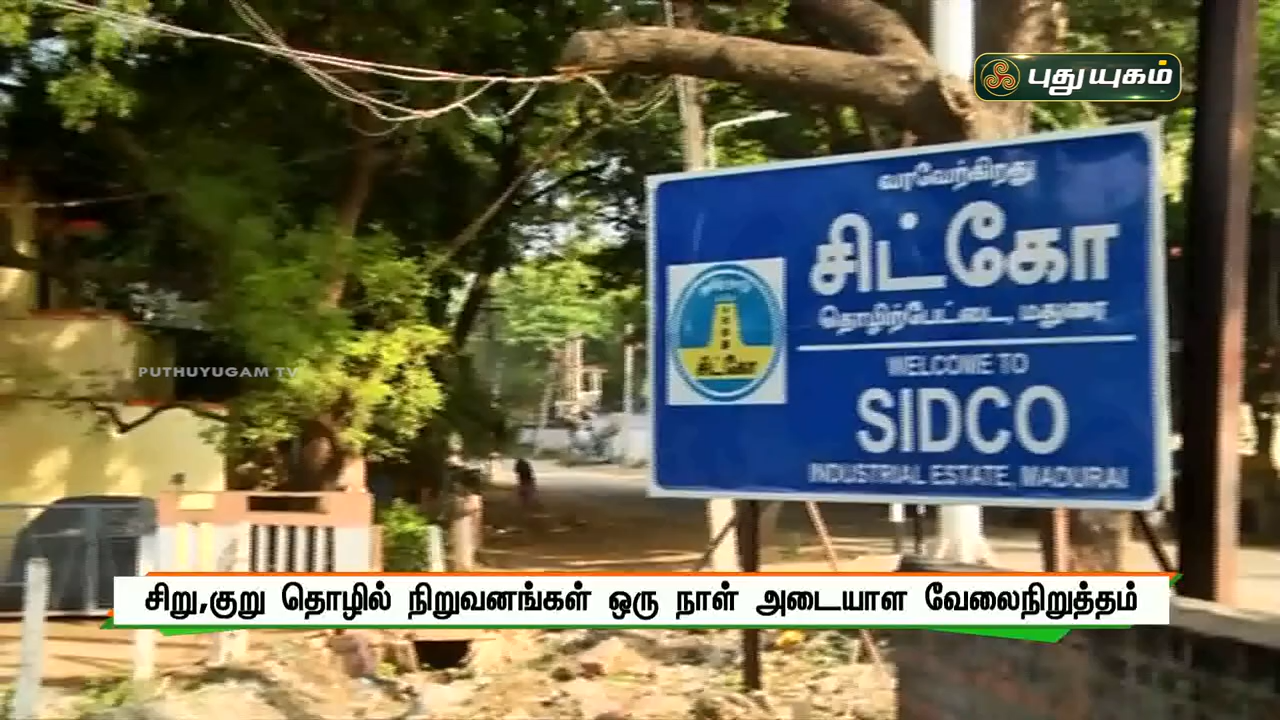 புதுயுகம்
வரவேற்கிறது
சிட்கோ
தொழிற்பேட்டை, மதுரை
WELCOME TO
SIDCO
INDUSTRIAL ESTATE, MADURAI
சிட்கோ
PUTHUYUGAM TV
சிறு,குறு தொழில் நிறுவனங்கள் ஒரு நாள் அடையாள வேலைநிறுத்தம்